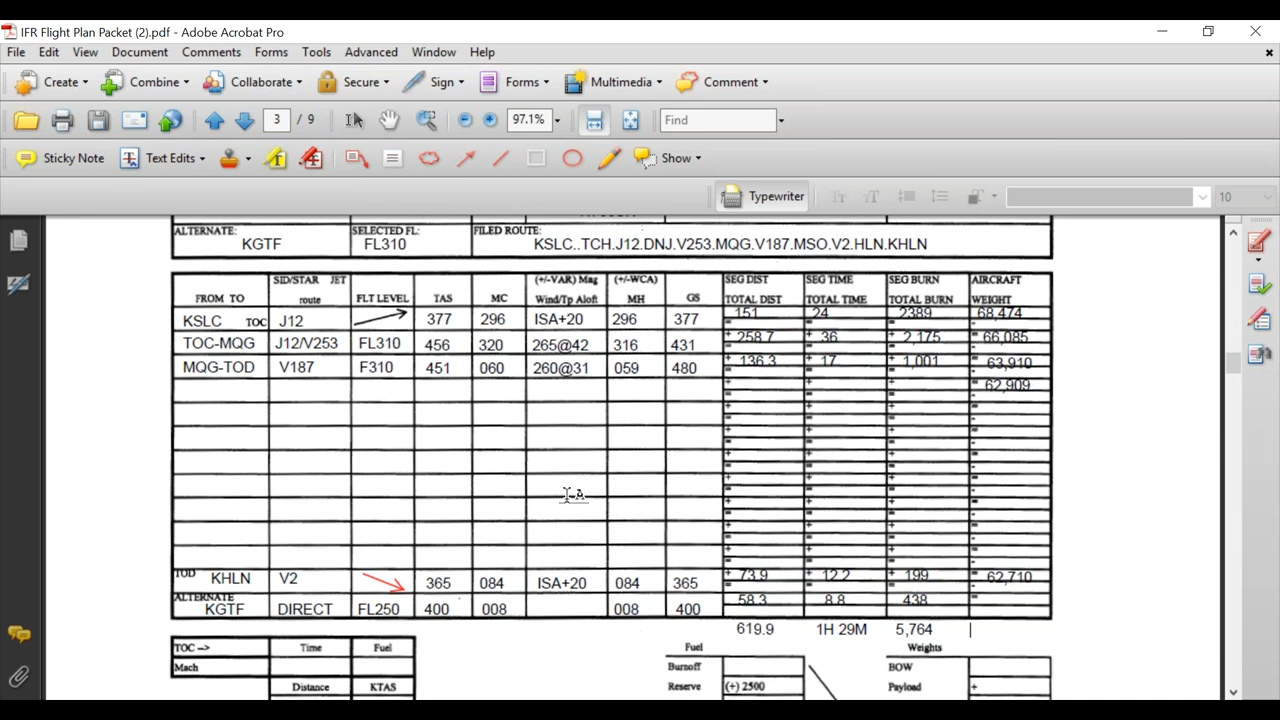 IFR Flight Plan Packet (2).pdf - Adobe Acrobat Pro
File Edit View Document Comments Forms Tools Advanced Window Help
Create Combine Collaborate Secure Sign Forms Multimedia Comment
3 / 9 97.1% Find
Sticky Note Text Edits Show
Typewriter 10
ALTERNATE: SELECTED FL: FILED ROUTE:
KGTF FL310 KSLC..TCH.J12.DNJ.V253.MQG.V187.MSO.V2.HLN.KHLN
SID/STAR JET (+/-VAR) Mag (+/-WCA) SEG DIST SEG TIME SEG BURN AIRCRAFT
FROM TO route FLT LEVEL TAS MC Wind/Tp Aloft MH GS TOTAL DIST TOTAL TIME TOTAL BURN WEIGHT
KSLC TOC J12 377 296 ISA+20 296 377 151 24 2389 68,474
TOC-MQG J12/V253 FL310 456 320 265@42 316 431 258.7 36 2,175 66,085
MQG-TOD V187 F310 451 060 260@31 059 480 136.3 17 1,001 63,910
62,909
TOD KHLN V2 365 084 ISA+20 084 365 73.9 12.2 199 62,710
ALTERNATE KGTF DIRECT FL250 400 008 008 400 58.3 8.8 438
619.9 1H 29M 5,764
TOC --> Time Fuel Fuel Weights
Mach Burnoff BOW
Distance KTAS Reserve (+) 2500 Payload +